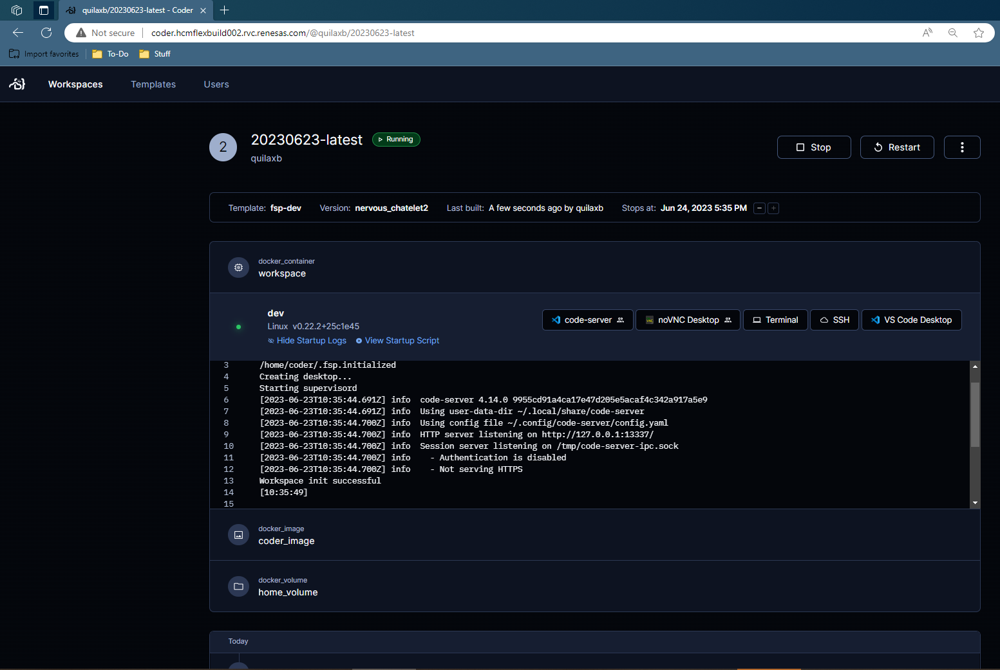 quilaxb/20230623-latest - Coder
Not secure
coder.hcmflexbuild002.rvc.renesas.com/@quilaxb/20230623-latest
Import favorites
To-Do
Stuff
Workspaces
Templates
Users
2
20230623-latest
Running
quilaxb
Stop
Restart
Template: fsp-dev
Version: nervous_chatelet2
Last built: A few seconds ago by quilaxb
Stops at: Jun 24, 2023 5:35 PM
docker_container
workspace
dev
Linux v0.22.2+25c1e45
Hide Startup Logs
View Startup Script
code-server
noVNC Desktop
Terminal
SSH
VS Code Desktop
3 /home/coder/.fsp.initialized
4 Creating desktop...
5 Starting supervisord
6 [2023-06-23T10:35:44.691Z] info code-server 4.14.0 9955cd91a4ca17e47d205e5acaf4c342a917a5e9
7 [2023-06-23T10:35:44.691Z] info Using user-data-dir ~/.local/share/code-server
8 [2023-06-23T10:35:44.700Z] info Using config file ~/.config/code-server/config.yaml
9 [2023-06-23T10:35:44.700Z] info HTTP server listening on http://127.0.0.1:13337/
10 [2023-06-23T10:35:44.700Z] info Session server listening on /tmp/code-server-ipc.sock
11 [2023-06-23T10:35:44.700Z] info - Authentication is disabled
12 [2023-06-23T10:35:44.700Z] info - Not serving HTTPS
13 Workspace init successful
14 [10:35:49]
15
docker_image
coder_image
docker_volume
home_volume
Today